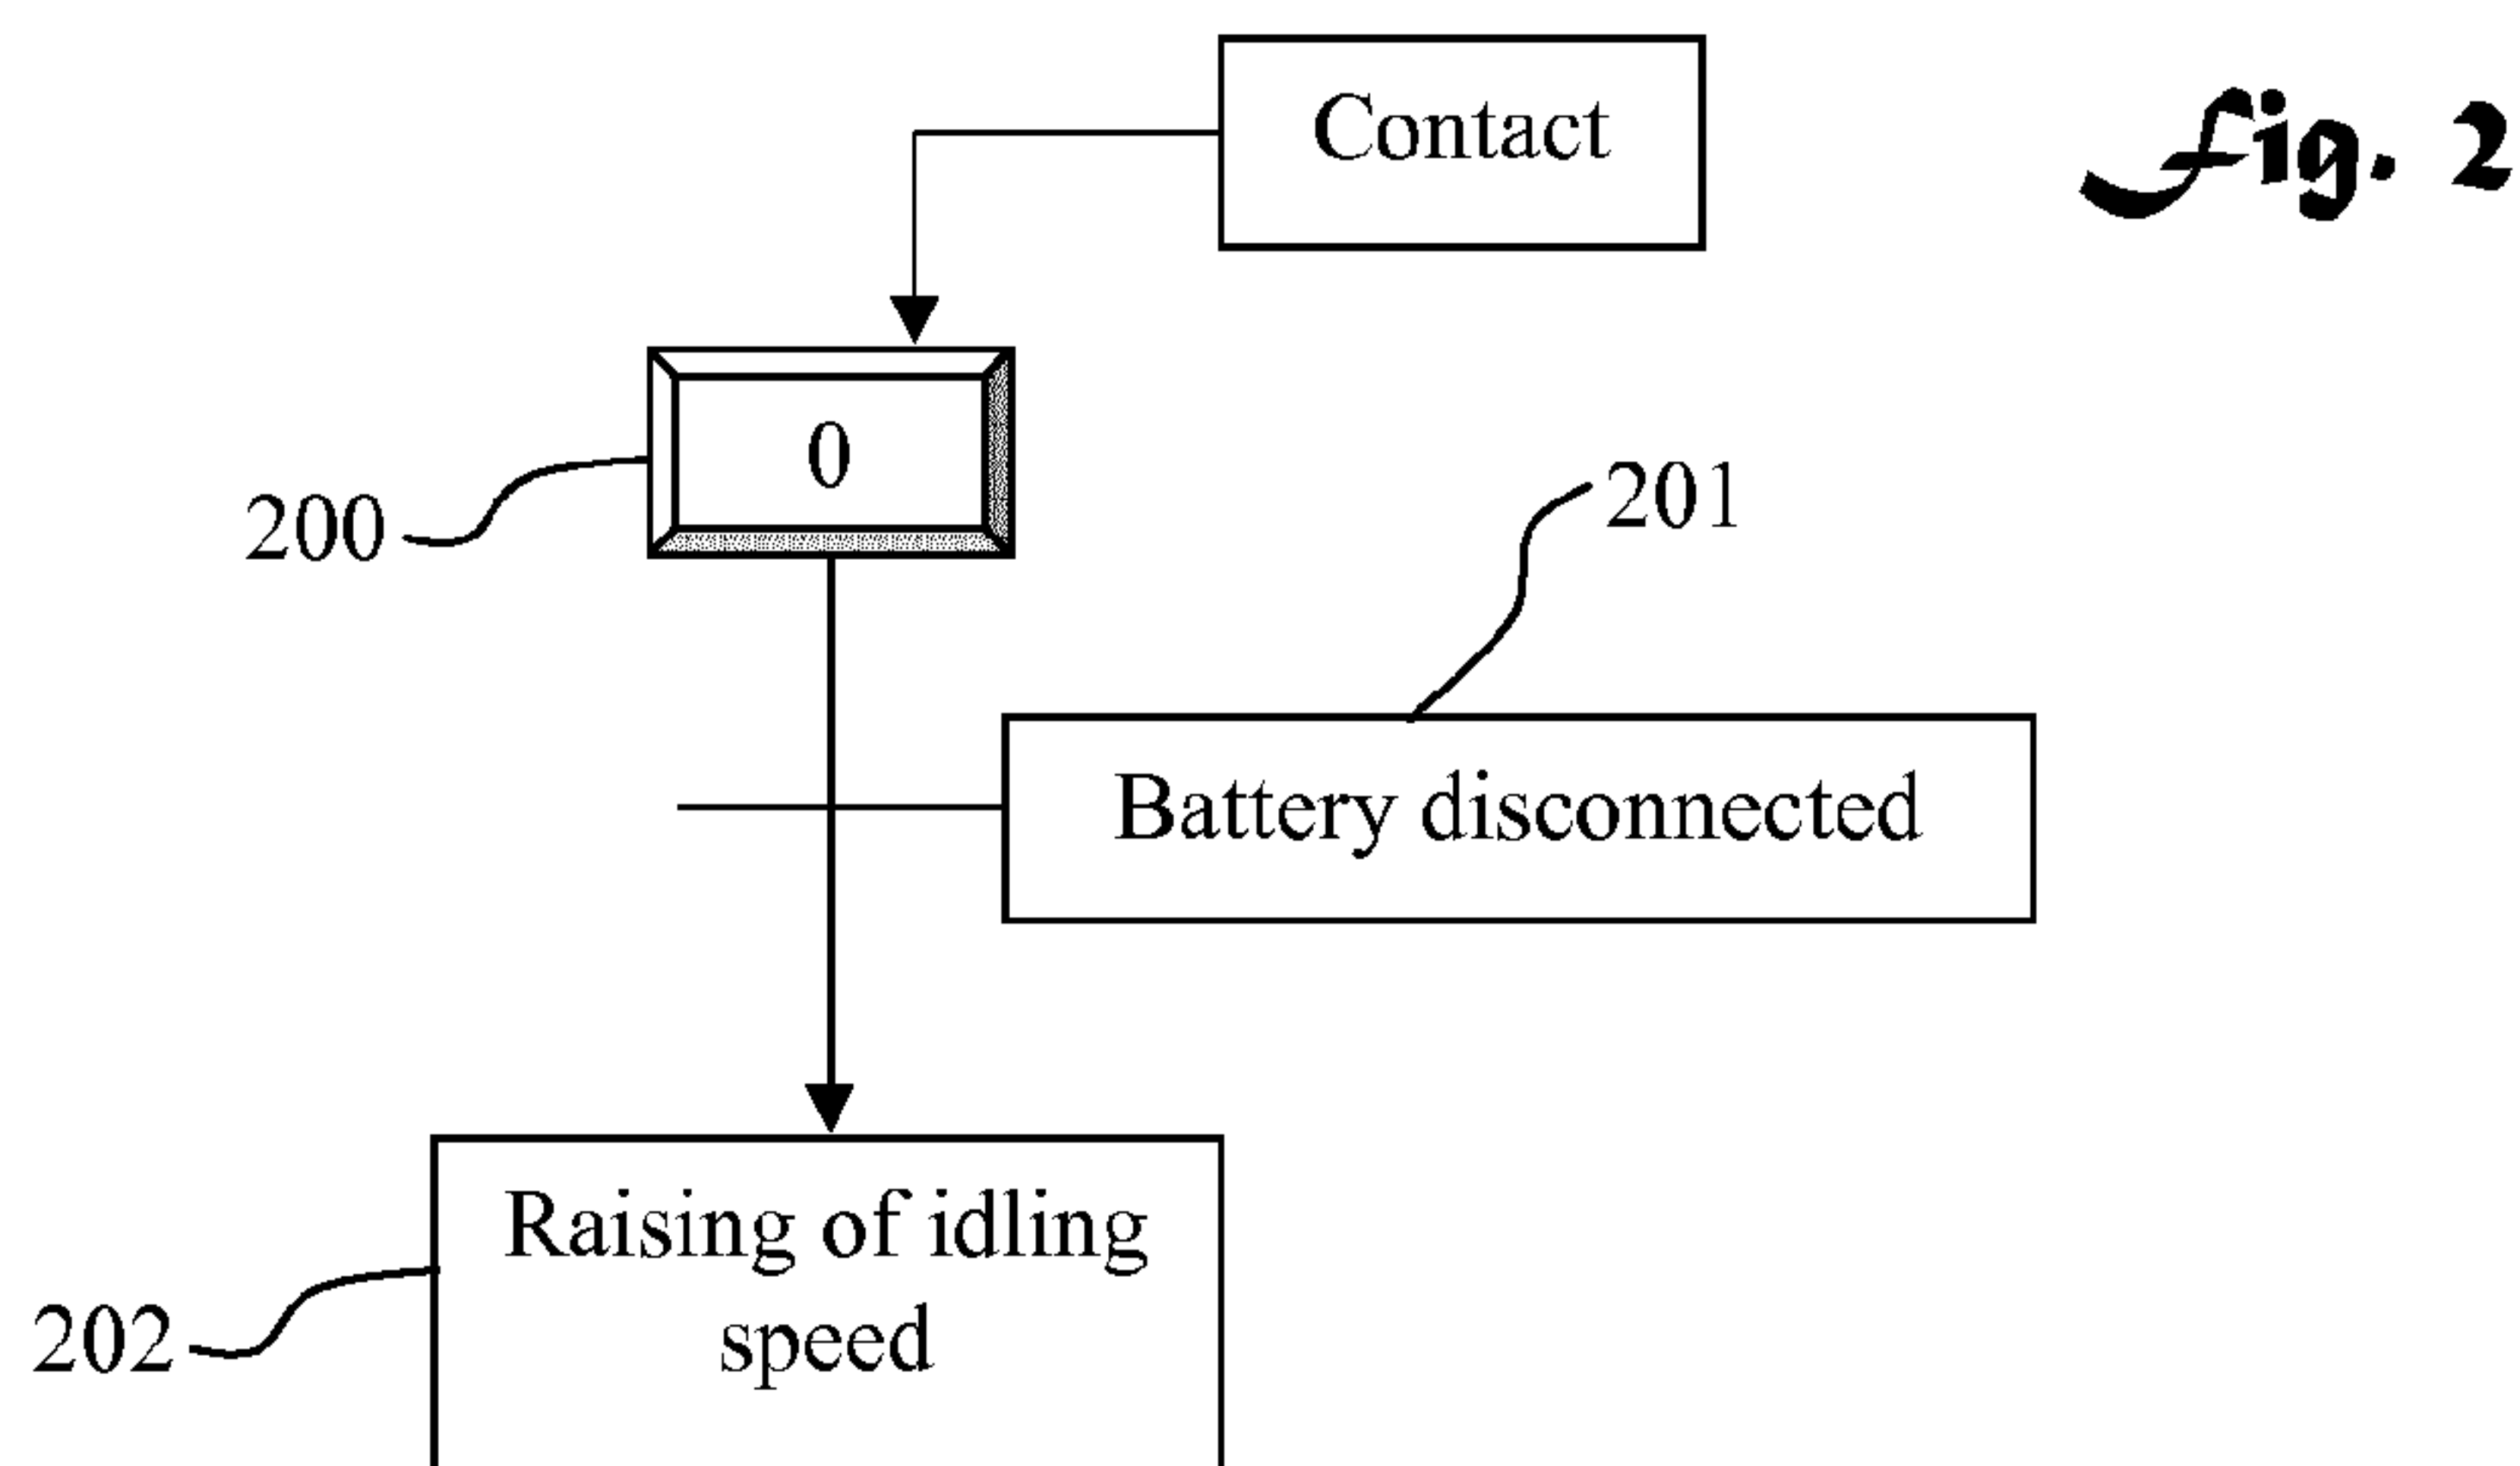 Contact
Fig. 2
0
200
201
Battery disconnected
Raising of idling
speed
202